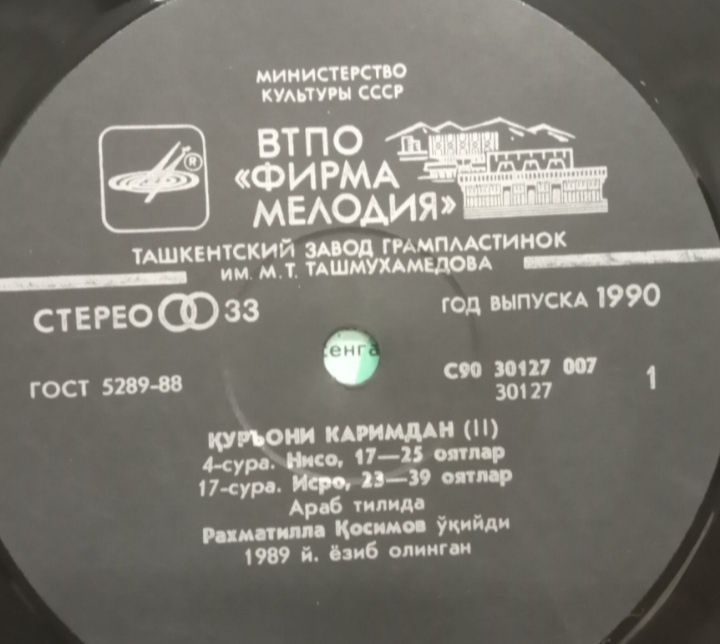 МИНИСТЕРСТВО
КУЛЬТУРЫ СССР
ВТПО
«ФИРМА
МЕЛОДИЯ»
®
ТАШКЕНТСКИЙ ЗАВОД ГРАМПЛАСТИНОК
ИМ. М. Т. ТАШМУХАМЕДОВА
СТЕРЕО 33
ГОД ВЫПУСКА 1990
ГОСТ 5289-88
сенга
С90 30127 007
30127
1
ҚУРЪОНИ КАРИМДАН (II)
4-сура. Нисо, 17—25 оятлар
17-сура. Исро, 23—39 оятлар
Араб тилида
Рахматилла Қосимов ўқийди
1989 й. ёзиб олинган